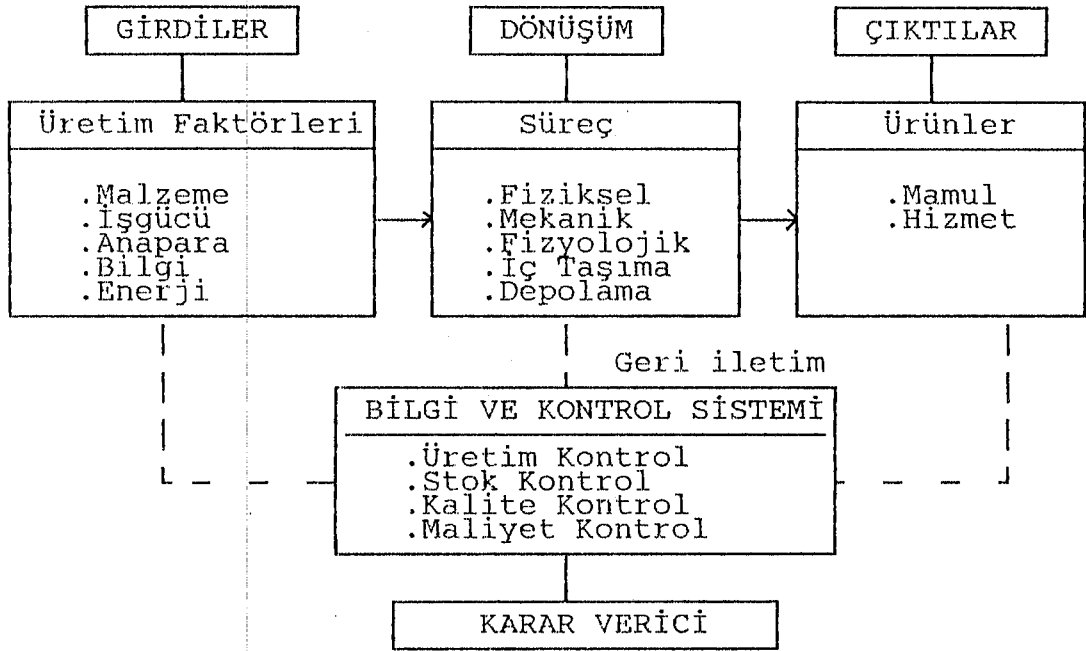 GİRDİLER
DÖNÜŞÜM
ÇIKTILAR
Üretim Faktörleri
.Malzeme
.İşgücü
.Anapara
.Bilgi
.Enerji
Süreç
.Fiziksel
.Mekanik
.Fizyolojik
.İç Taşıma
.Depolama
Ürünler
.Mamul
.Hizmet
Geri iletim
BİLGİ VE KONTROL SİSTEMİ
.Üretim Kontrol
.Stok Kontrol
.Kalite Kontrol
.Maliyet Kontrol
KARAR VERİCİ